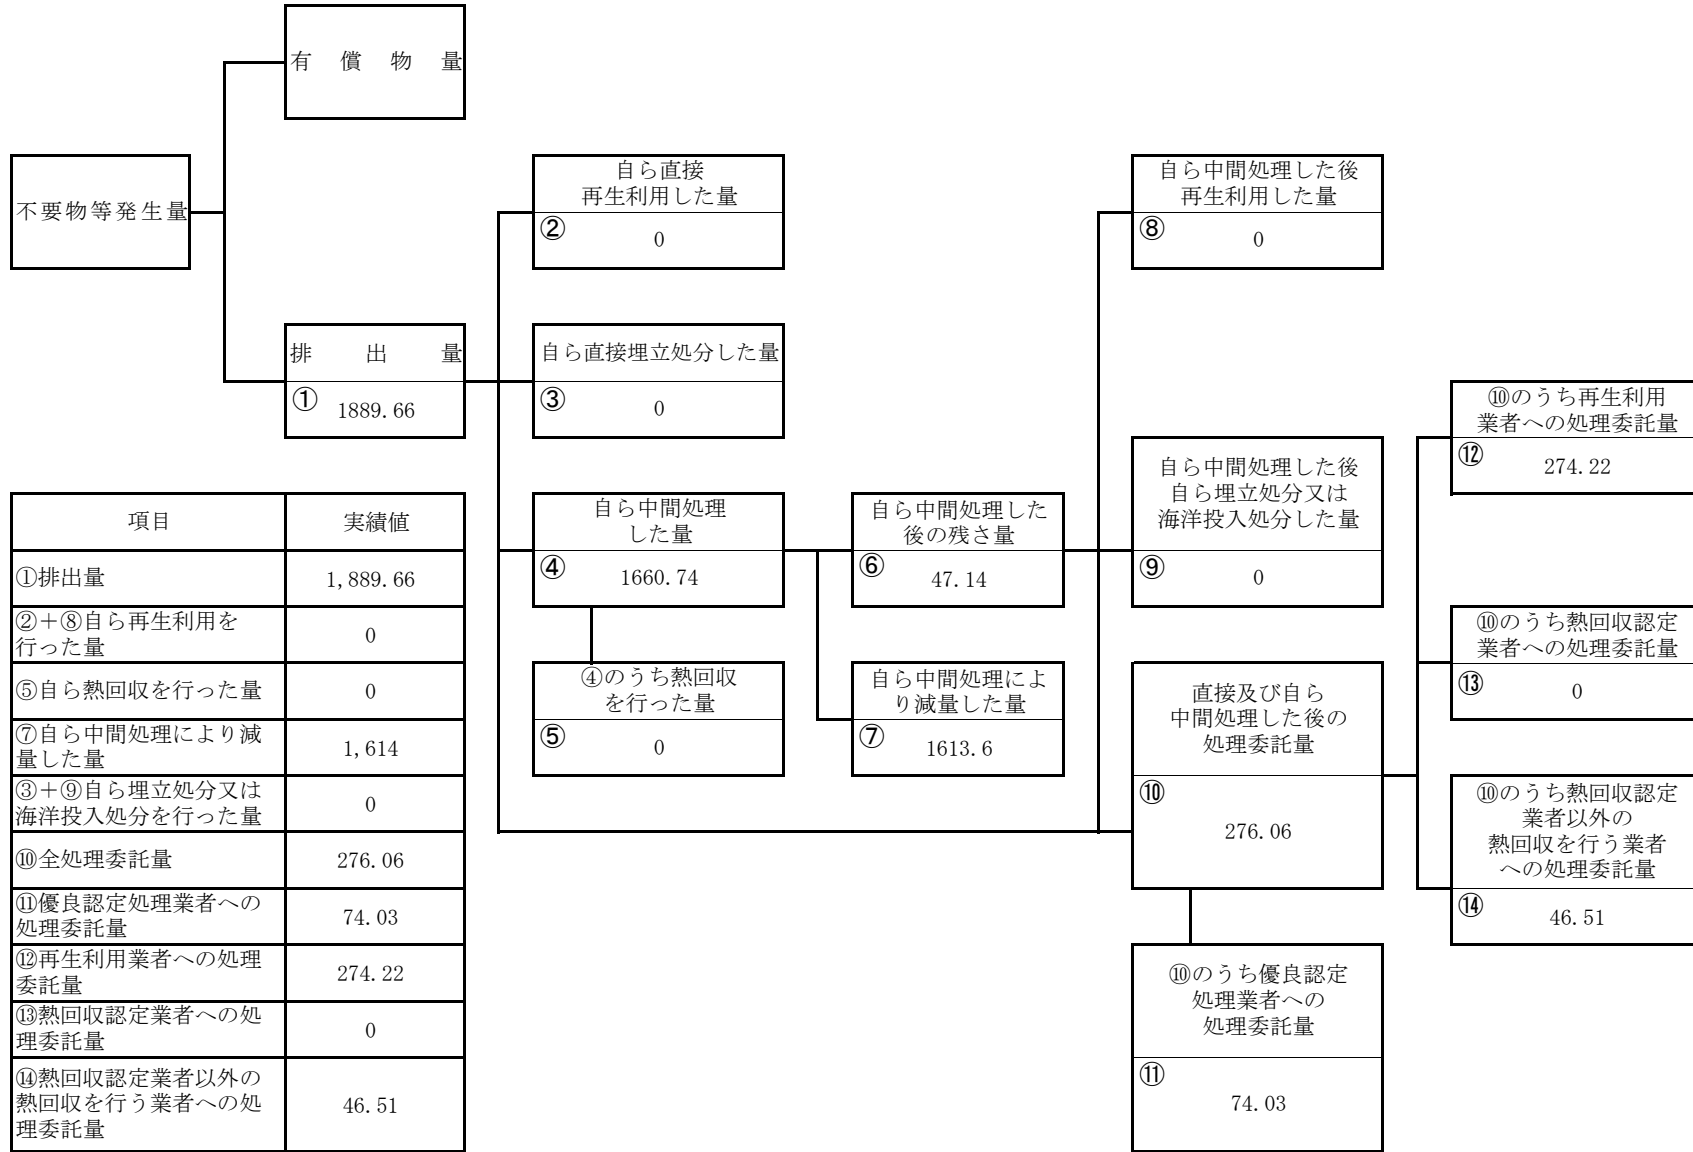 有償物量
不要物等発生量
自ら直接
再生利用した量
②
0
自ら中間処理した後
再生利用した量
⑧
0
排出量
①
1889.66
自ら直接埋立処分した量
③
0
⑩のうち再生利用
業者への処理委託量
⑫
274.22
自ら中間処理した後
自ら埋立処分又は
海洋投入処分した量
⑨
0
自ら中間処理
した量
④
1660.74
自ら中間処理した
後の残さ量
⑥
47.14
④のうち熱回収
を行った量
⑤
0
自ら中間処理によ
り減量した量
⑦
1613.6
直接及び自ら
中間処理した後の
処理委託量
⑩
276.06
⑩のうち熱回収認定
業者への処理委託量
⑬
0
⑩のうち熱回収認定
業者以外の
熱回収を行う業者
への処理委託量
⑭
46.51
⑩のうち優良認定
処理業者への
処理委託量
⑪
74.03
項目 実績値
①排出量 1,889.66
②＋⑧自ら再生利用を
行った量 0
⑤自ら熱回収を行った量 0
⑦自ら中間処理により減
量した量 1,614
③＋⑨自ら埋立処分又は
海洋投入処分を行った量 0
⑩全処理委託量 276.06
⑪優良認定処理業者への
処理委託量 74.03
⑫再生利用業者への処理
委託量 274.22
⑬熱回収認定業者への処
理委託量 0
⑭熱回収認定業者以外の
熱回収を行う業者への処
理委託量 46.51